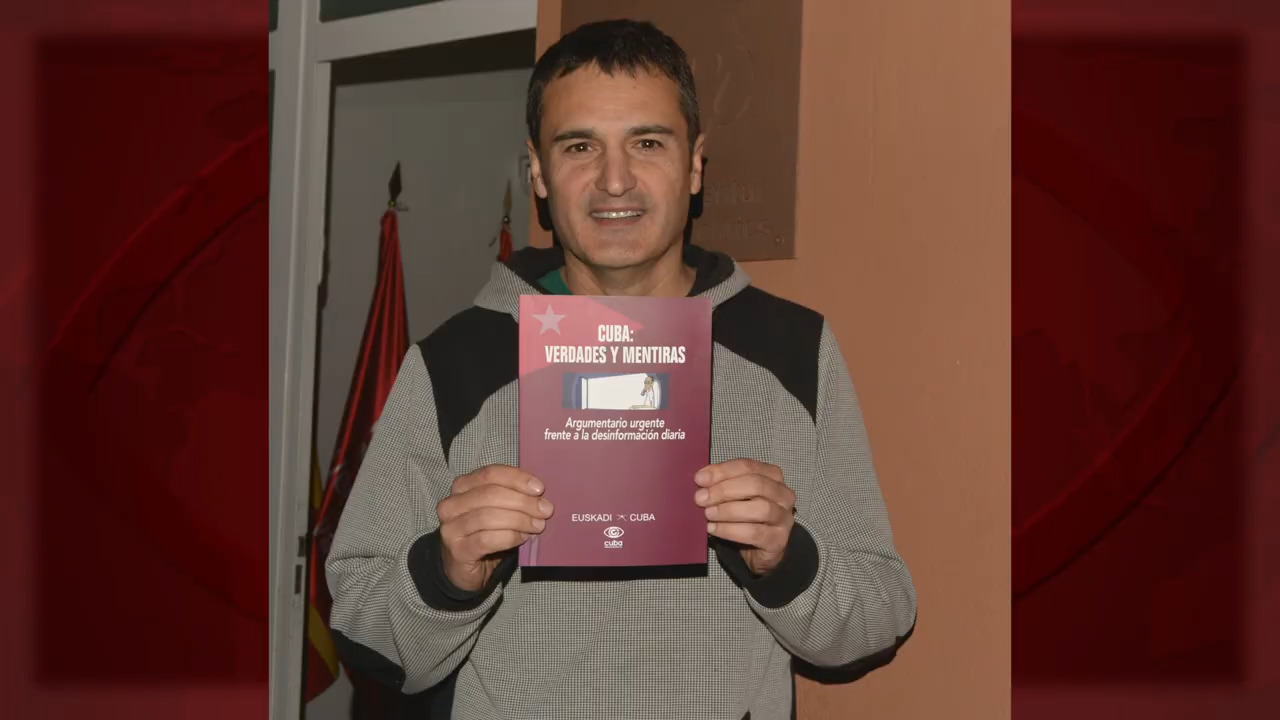 CUBA:
VERDADES Y MENTIRAS
Argumentario urgente
frente a la desinformación diaria
EUSKADI CUBA
cuba